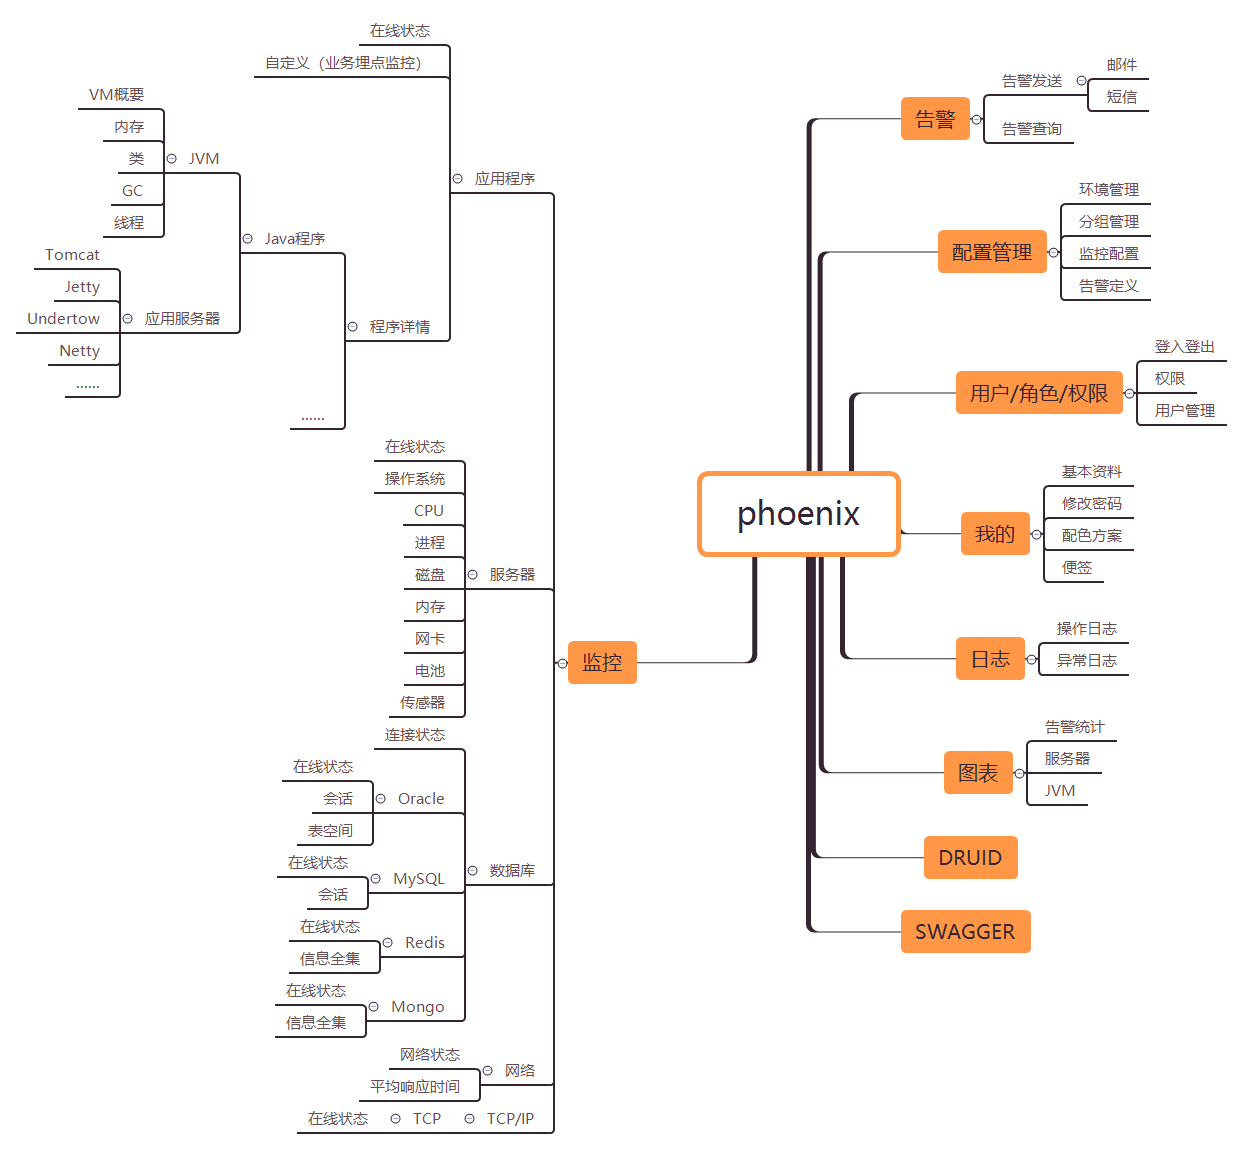 phoenix
告警
告警发送
邮件
短信
告警查询
配置管理
环境管理
分组管理
监控配置
告警定义
用户/角色/权限
登入登出
权限
用户管理
我的
基本资料
修改密码
配色方案
便签
日志
操作日志
异常日志
图表
告警统计
服务器
JVM
DRUID
SWAGGER
监控
应用程序
在线状态
自定义（业务埋点监控）
程序详情
Java程序
JVM
VM概要
内存
类
GC
线程
应用服务器
Tomcat
Jetty
Undertow
Netty
......
......
服务器
在线状态
操作系统
CPU
进程
磁盘
内存
网卡
电池
传感器
数据库
连接状态
Oracle
在线状态
会话
表空间
MySQL
在线状态
会话
Redis
在线状态
信息全集
Mongo
在线状态
信息全集
网络
网络状态
平均响应时间
TCP/IP
TCP
在线状态